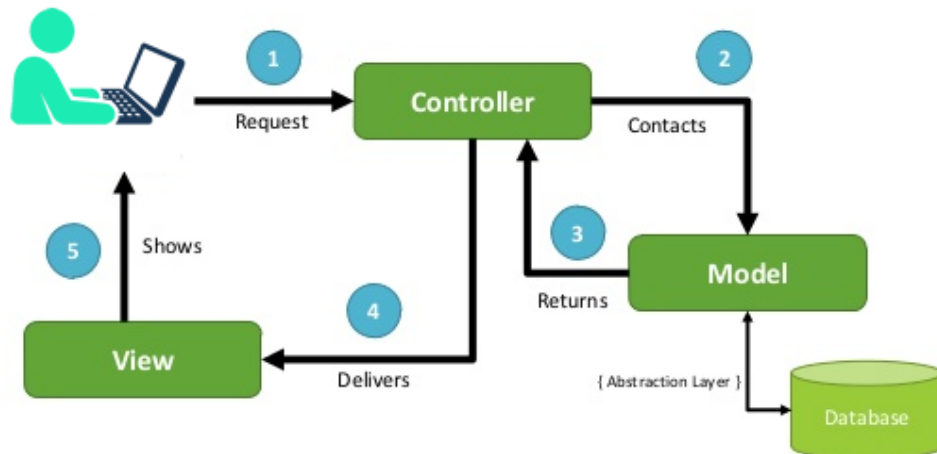 1
2
Controller
Request
Contacts
3
5
Shows
Model
Returns
4
View
Delivers
{ Abstraction Layer }
Database